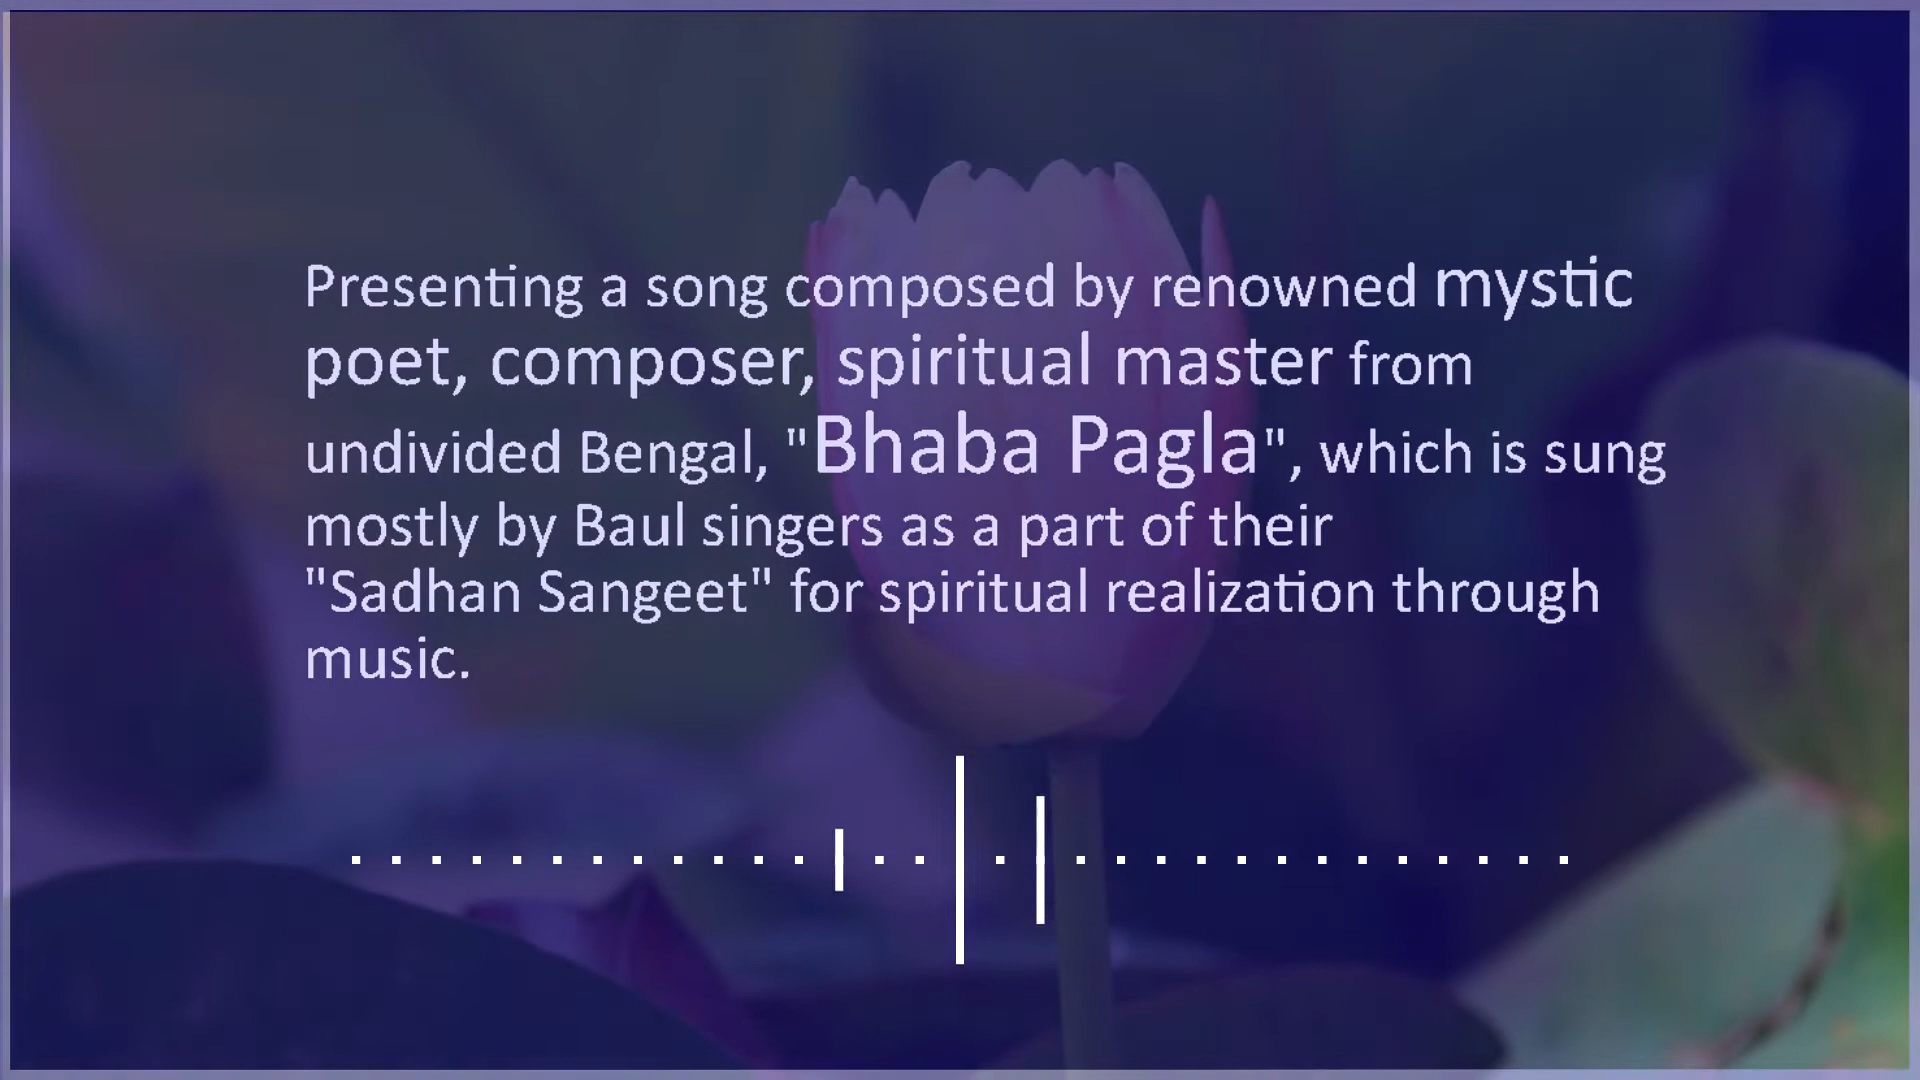 Presenting a song composed by renowned mystic
poet, composer, spiritual master from
undivided Bengal, "Bhaba Pagla", which is sung
mostly by Baul singers as a part of their
"Sadhan Sangeet" for spiritual realization through
music.